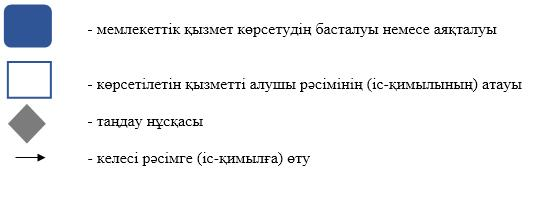 - мемлекеттік қызмет көрсетудің басталуы немесе аяқталуы
- көрсетілетін қызметті алушы рәсімінің (іс-қимылының) атауы
- таңдау нұсқасы
- келесі рәсімге (іс-қимылға) өту